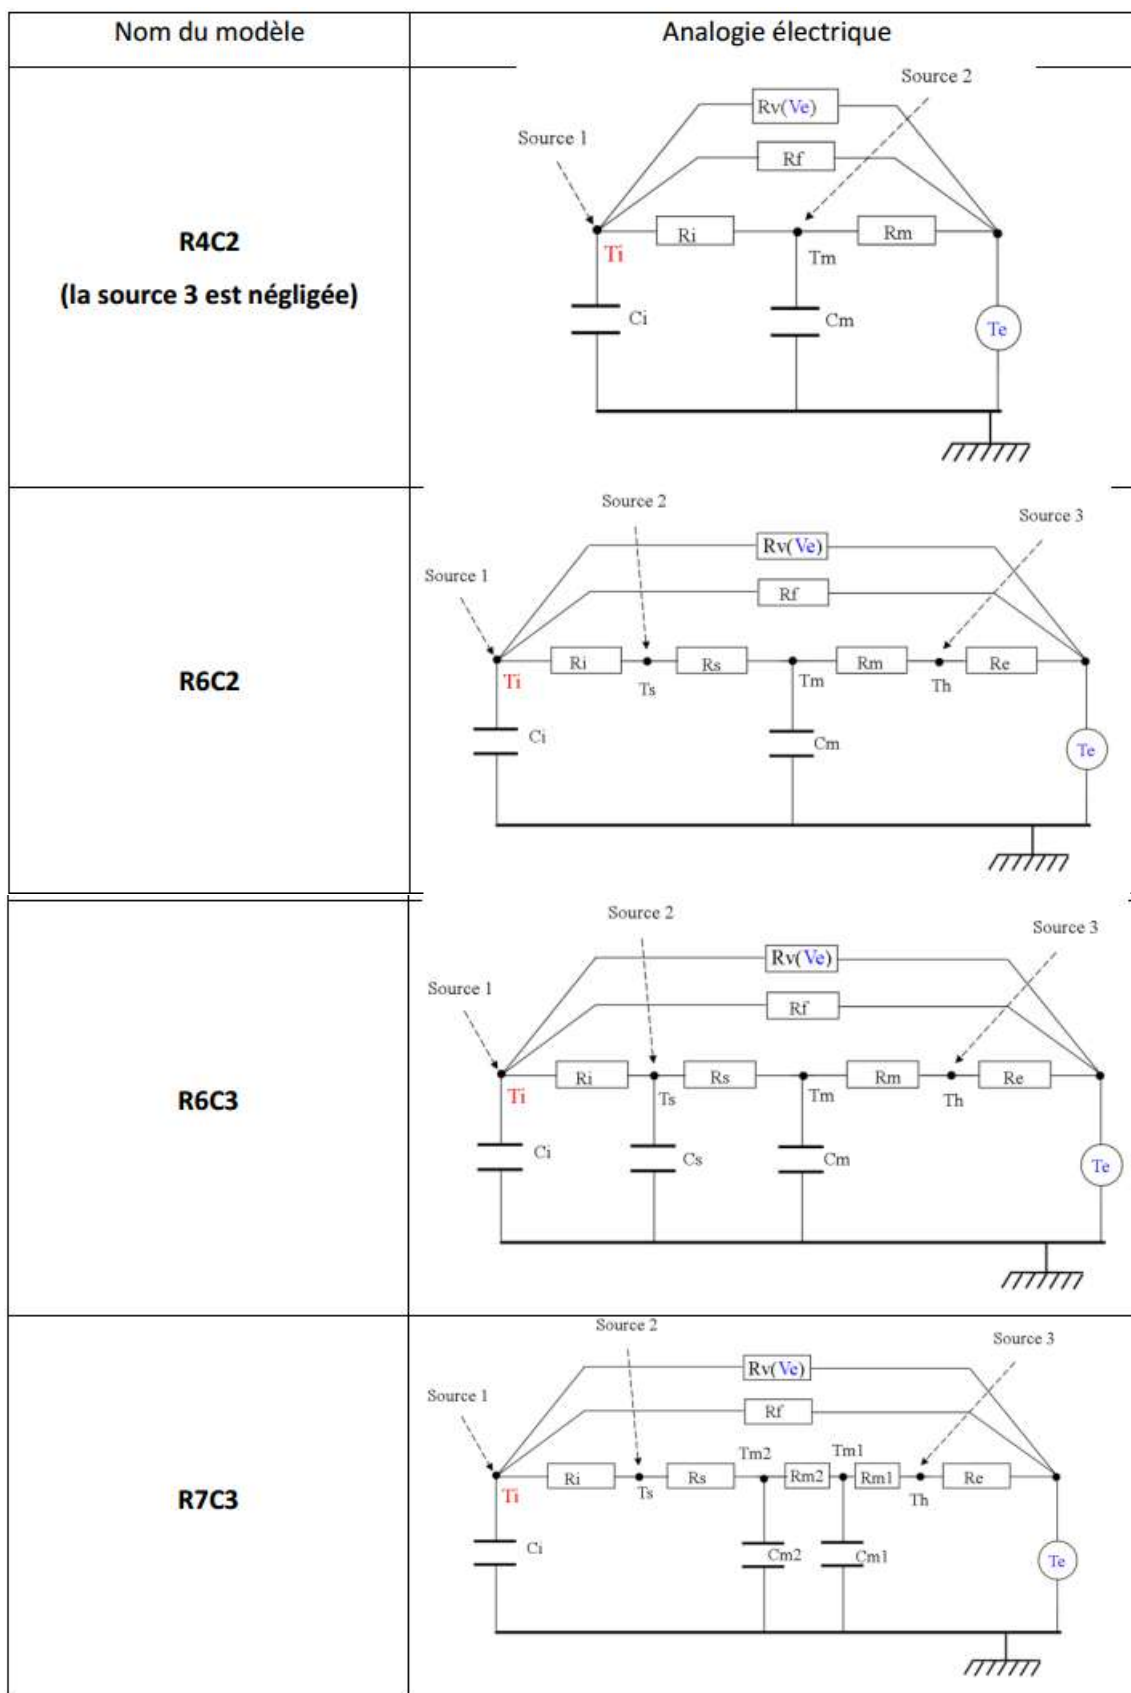 Nom du modèle
Analogie électrique
R4C2
(la source 3 est négligée)
Source 2
Rv(Ve)
Source 1
Rf
Ri
Rm
Ti
Tm
Ci
Cm
Te
R6C2
Source 2
Source 3
Rv(Ve)
Source 1
Rf
Ri
Rs
Rm
Re
Ti
Ts
Tm
Th
Ci
Cm
Te
R6C3
Source 2
Source 3
Rv(Ve)
Source 1
Rf
Ri
Rs
Rm
Re
Ti
Ts
Tm
Th
Ci
Cs
Cm
Te
R7C3
Source 2
Source 3
Rv(Ve)
Source 1
Rf
Tm2
Tm1
Ri
Rs
Rm2
Rm1
Re
Ti
Ts
Th
Ci
Cm2
Cm1
Te